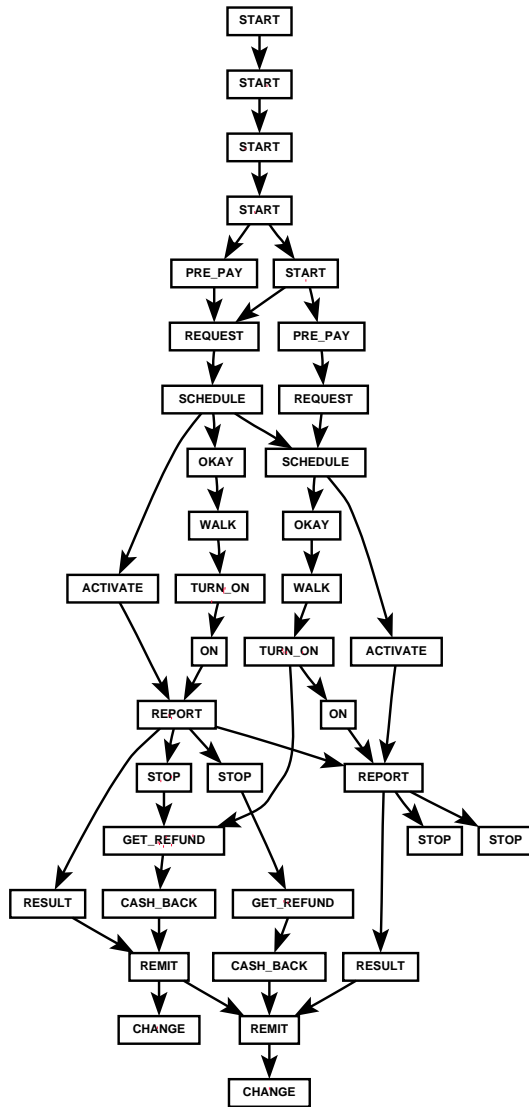 START
START
START
START
PRE_PAY
START
REQUEST
PRE_PAY
SCHEDULE
REQUEST
OKAY
SCHEDULE
WALK
OKAY
ACTIVATE
TURN_ON
WALK
ON
TURN_ON
ACTIVATE
REPORT
ON
STOP
STOP
REPORT
GET_REFUND
STOP
STOP
RESULT
CASH_BACK
GET_REFUND
REMIT
CASH_BACK
RESULT
CHANGE
REMIT
CHANGE